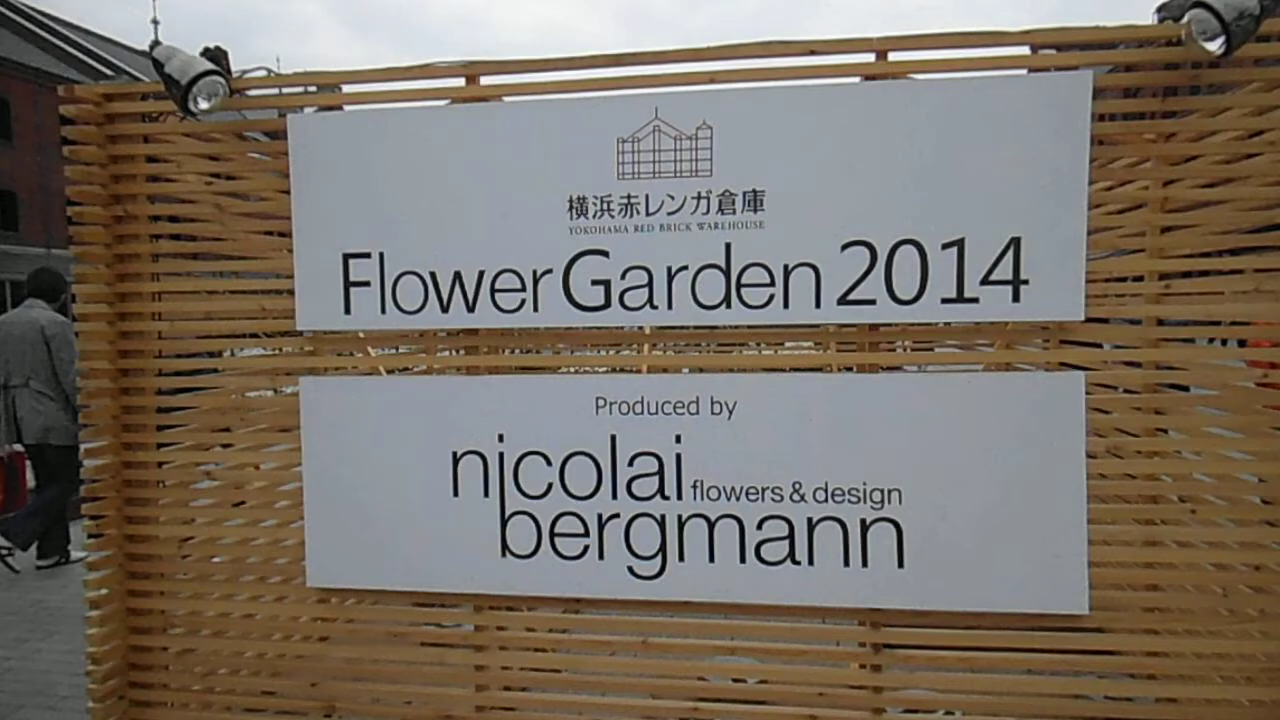 横浜赤レンガ倉庫
YOKOHAMA RED BRICK WAREHOUSE
Flower Garden 2014
Produced by
nicolai flowers & design
bergmann